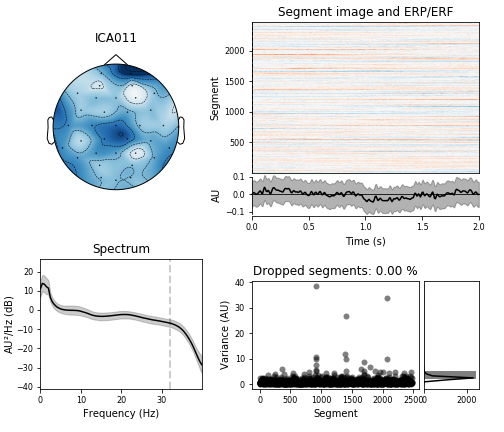 ICA011
Segment image and ERP/ERF
Segment
2000
1500
1000
500
AU
0.1
0.0
−0.1
0.0 0.5 1.0 1.5 2.0
Time (s)
Spectrum
AU²/Hz (dB)
20
10
0
−10
−20
−30
−40
0 10 20 30
Frequency (Hz)
Dropped segments: 0.00 %
Variance (AU)
40
30
20
10
0
0 500 1000 1500 2000 2500
0 2000
Segment